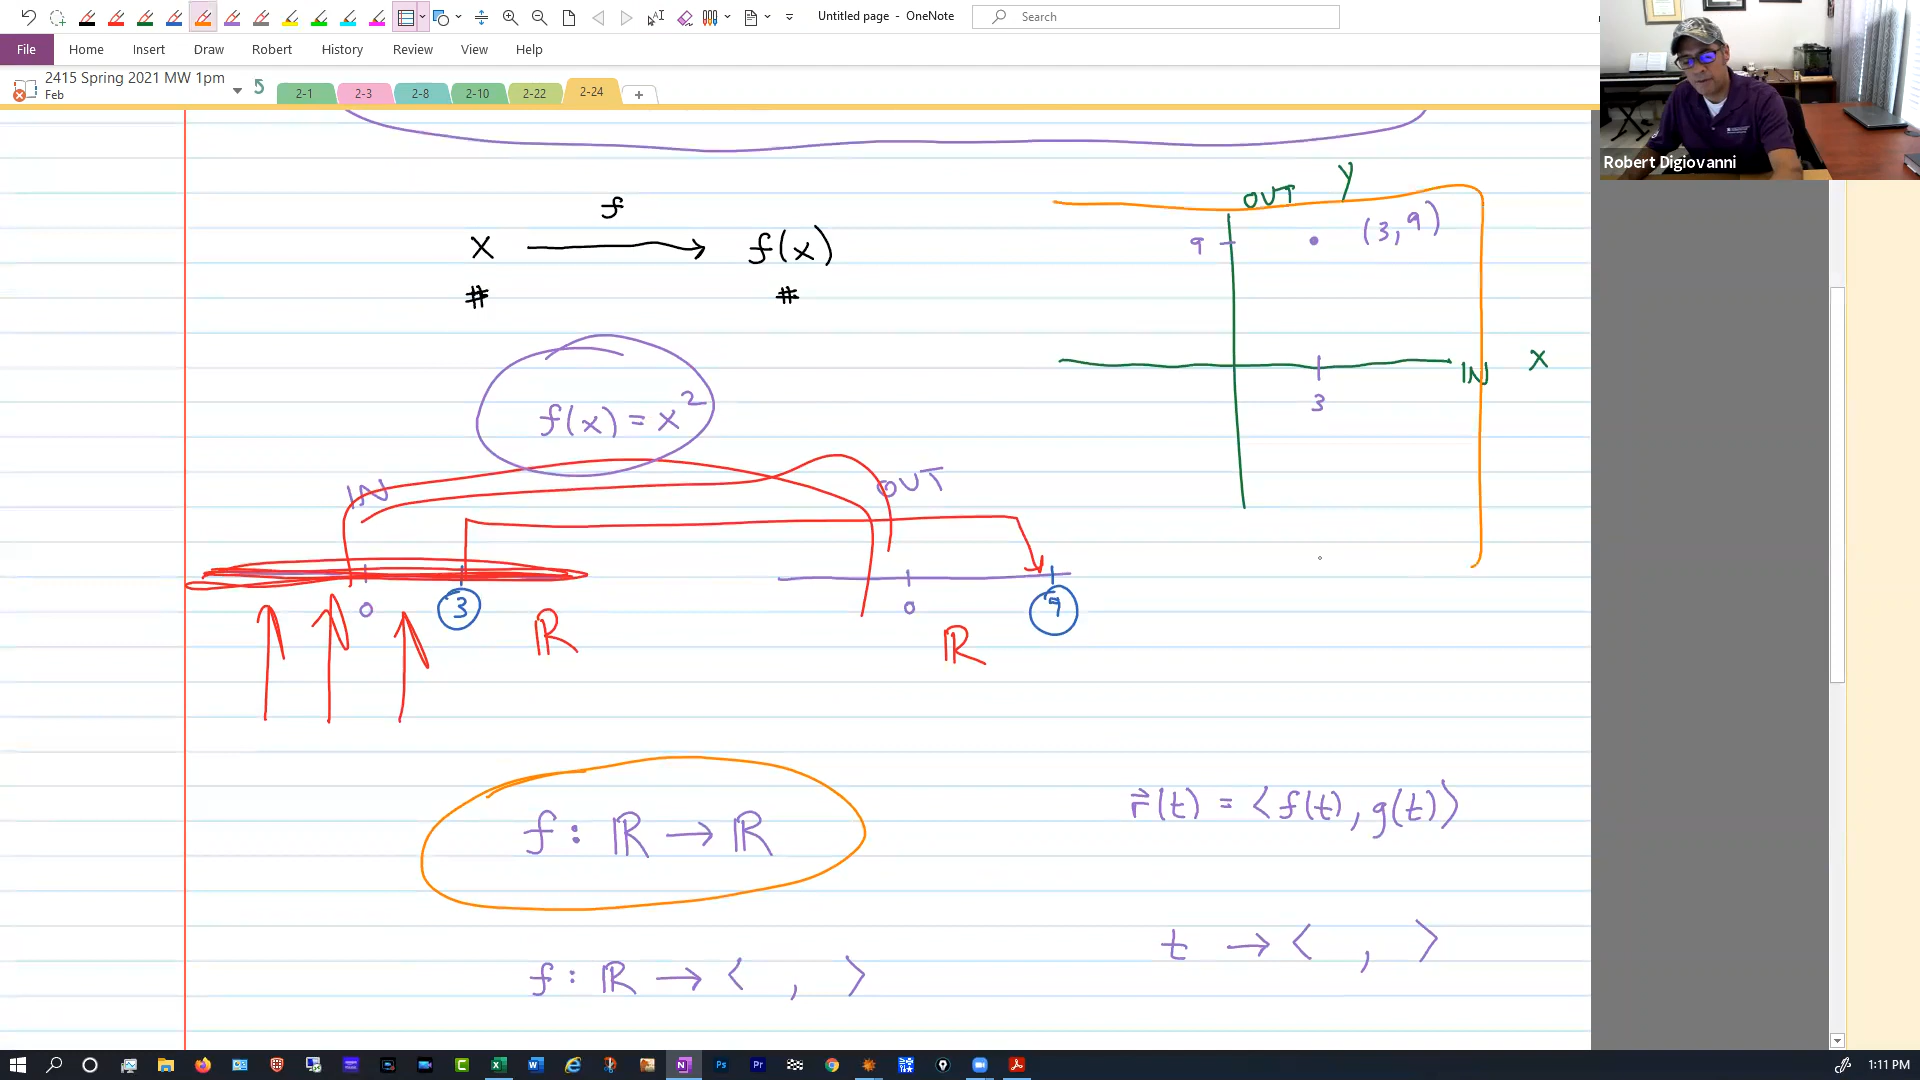 Untitled page - OneNote
Search
File Home Insert Draw Robert History Review View Help
2415 Spring 2021 MW 1pm
Feb
2-1 2-3 2-8 2-10 2-22 2-24 +
Robert Digiovanni
OUT y
f
x → f(x)
# #
9 (3, 9)
IN x
3
f(x) = x²
IN OUT
0 3 ℝ
0 9 ℝ
f : ℝ → ℝ
r⃗(t) = ⟨f(t), g(t)⟩
t → ⟨ , ⟩
f : ℝ → ⟨ , ⟩
1:11 PM